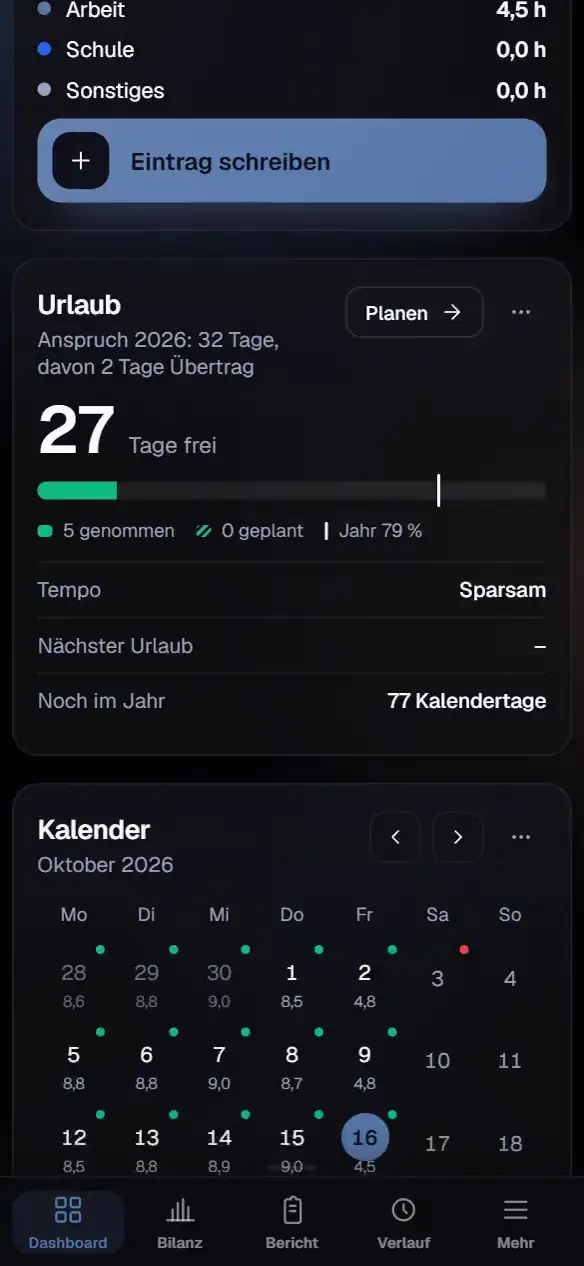 Arbeit 4,5 h
Schule 0,0 h
Sonstiges 0,0 h
Eintrag schreiben
Urlaub
Planen
Anspruch 2026: 32 Tage,
davon 2 Tage Übertrag
27 Tage frei
5 genommen 0 geplant Jahr 79 %
Tempo Sparsam
Nächster Urlaub –
Noch im Jahr 77 Kalendertage
Kalender
Oktober 2026
Mo Di Mi Do Fr Sa So
28 29 30 1 2 3 4
8,6 8,8 9,0 8,5 4,8
5 6 7 8 9 10 11
8,8 8,8 9,0 8,7 4,8
12 13 14 15 16 17 18
8,5 8,8 8,9 9,0 4,5
Dashboard Bilanz Bericht Verlauf Mehr